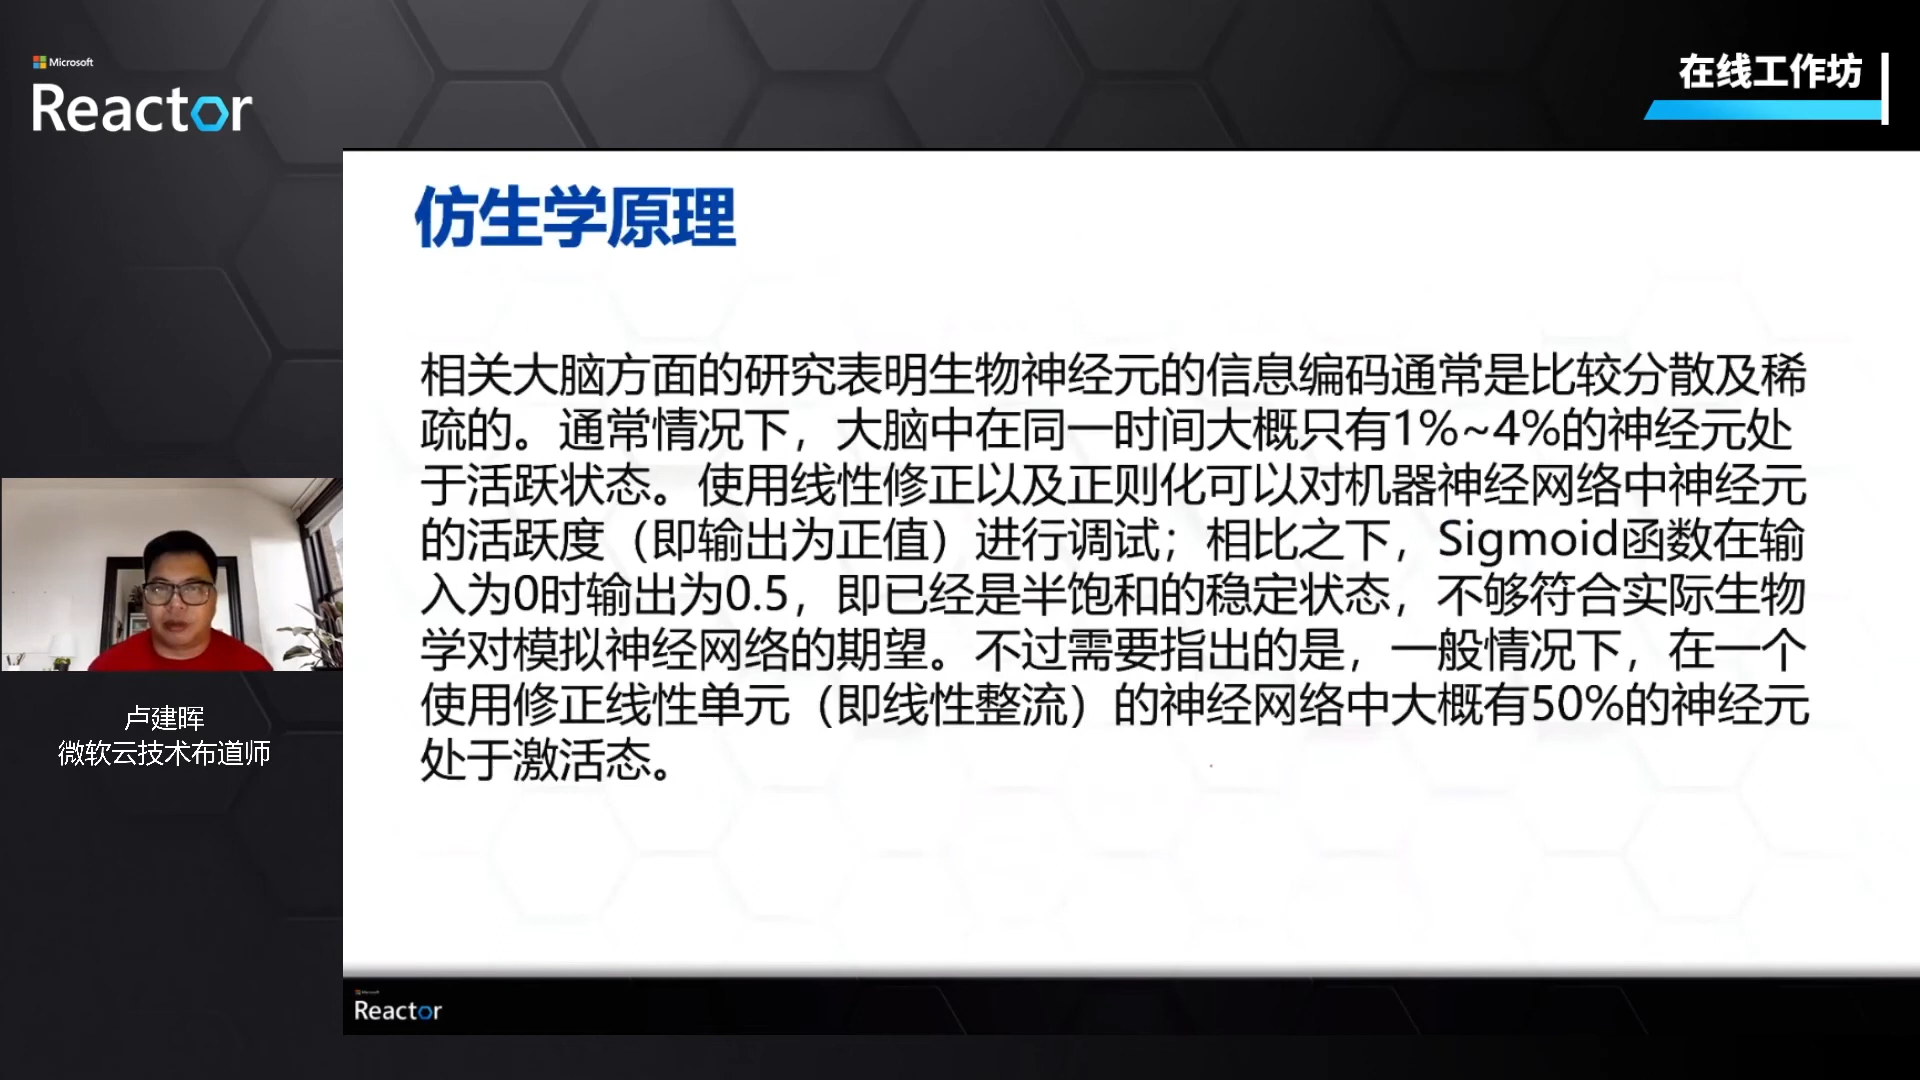 Microsoft
Reactor
在线工作坊
仿生学原理
相关大脑方面的研究表明生物神经元的信息编码通常是比较分散及稀
疏的。通常情况下，大脑中在同一时间大概只有1%~4%的神经元处
于活跃状态。使用线性修正以及正则化可以对机器神经网络中神经元
的活跃度（即输出为正值）进行调试；相比之下，Sigmoid函数在输
入为0时输出为0.5，即已经是半饱和的稳定状态，不够符合实际生物
学对模拟神经网络的期望。不过需要指出的是，一般情况下，在一个
使用修正线性单元（即线性整流）的神经网络中大概有50%的神经元
处于激活态。
卢建晖
微软云技术布道师
Microsoft
Reactor